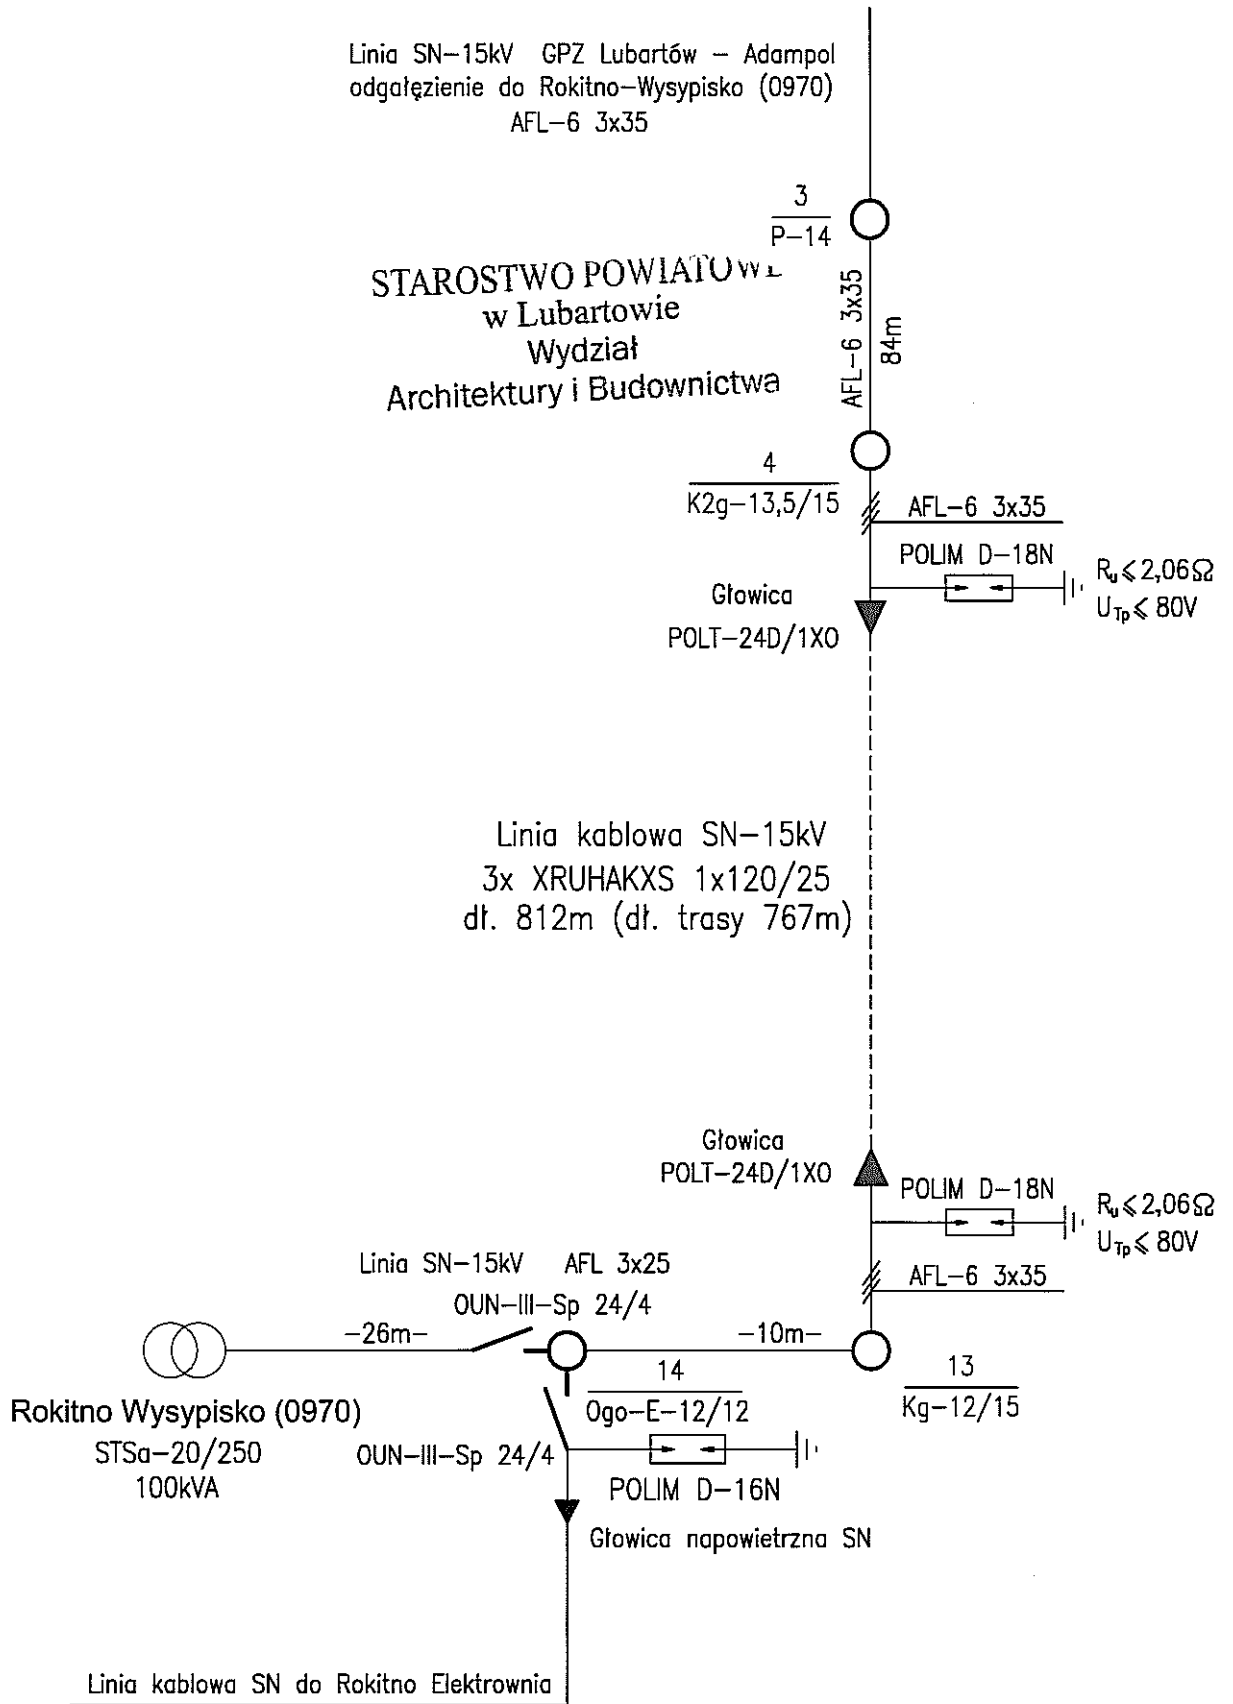 Linia SN-15kV GPZ Lubartów - Adampol
odgałęzienie do Rokitno-Wysypisko (0970)
AFL-6 3x35
3
P-14
STAROSTWO POWIATOWE
w Lubartowie
Wydział
Architektury i Budownictwa
AFL-6 3x35
84m
4
K2g-13,5/15
AFL-6 3x35
POLIM D-18N
Ru ≤ 2,06Ω
UTp ≤ 80V
Głowica
POLT-24D/1XO
Linia kablowa SN-15kV
3x XRUHAKXS 1x120/25
dł. 812m (dł. trasy 767m)
Głowica
POLT-24D/1XO
POLIM D-18N
Ru ≤ 2,06Ω
UTp ≤ 80V
AFL-6 3x35
Linia SN-15kV AFL 3x25
OUN-III-Sp 24/4
-26m-
-10m-
14
Ogo-E-12/12
13
Kg-12/15
Rokitno Wysypisko (0970)
STSa-20/250
100kVA
OUN-III-Sp 24/4
POLIM D-16N
Głowica napowietrzna SN
Linia kablowa SN do Rokitno Elektrownia